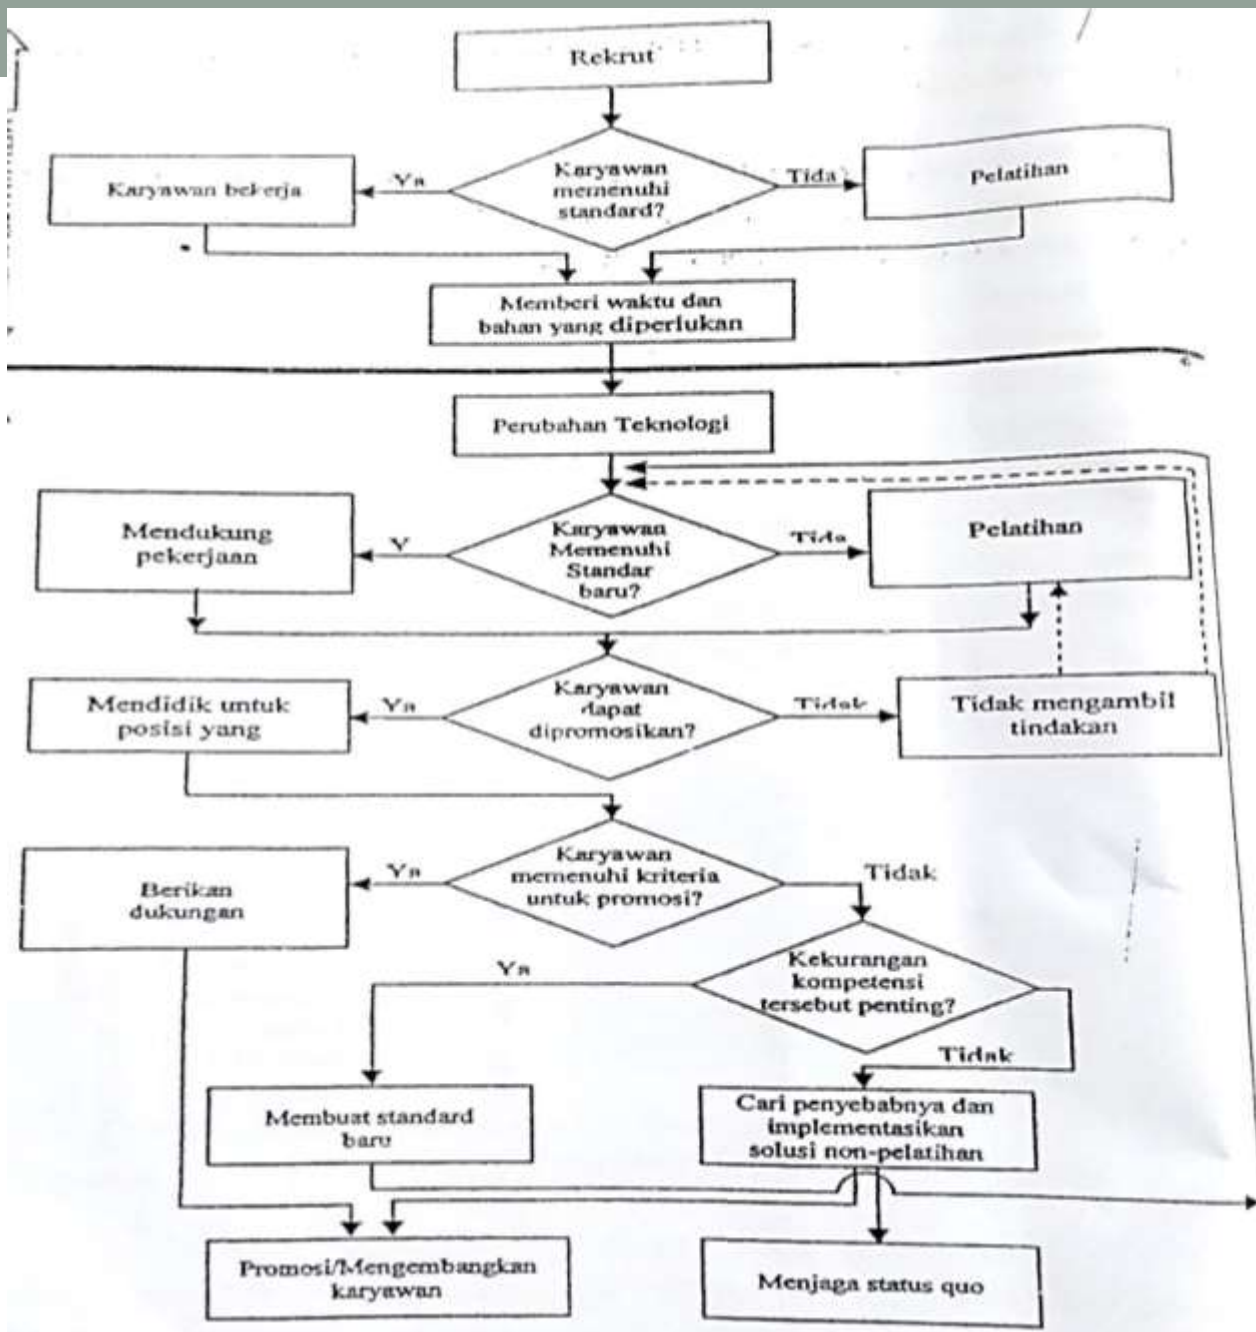 Rekrut
Karyawan
memenuhi
standard?
Ya
Karyawan bekerja
Tida
Pelatihan
Memberi waktu dan
bahan yang diperlukan
Perubahan Teknologi
Karyawan
Memenuhi
Standar
baru?
Y
Mendukung
pekerjaan
Tida
Pelatihan
Karyawan
dapat
dipromosikan?
Ya
Mendidik untuk
posisi yang
Tidak
Tidak mengambil
tindakan
Karyawan
memenuhi kriteria
untuk promosi?
Ya
Berikan
dukungan
Tidak
Kekurangan
kompetensi
tersebut penting?
Ya
Membuat standard
baru
Tidak
Cari penyebabnya dan
implementasikan
solusi non-pelatihan
Promosi/Mengembangkan
karyawan
Menjaga status quo